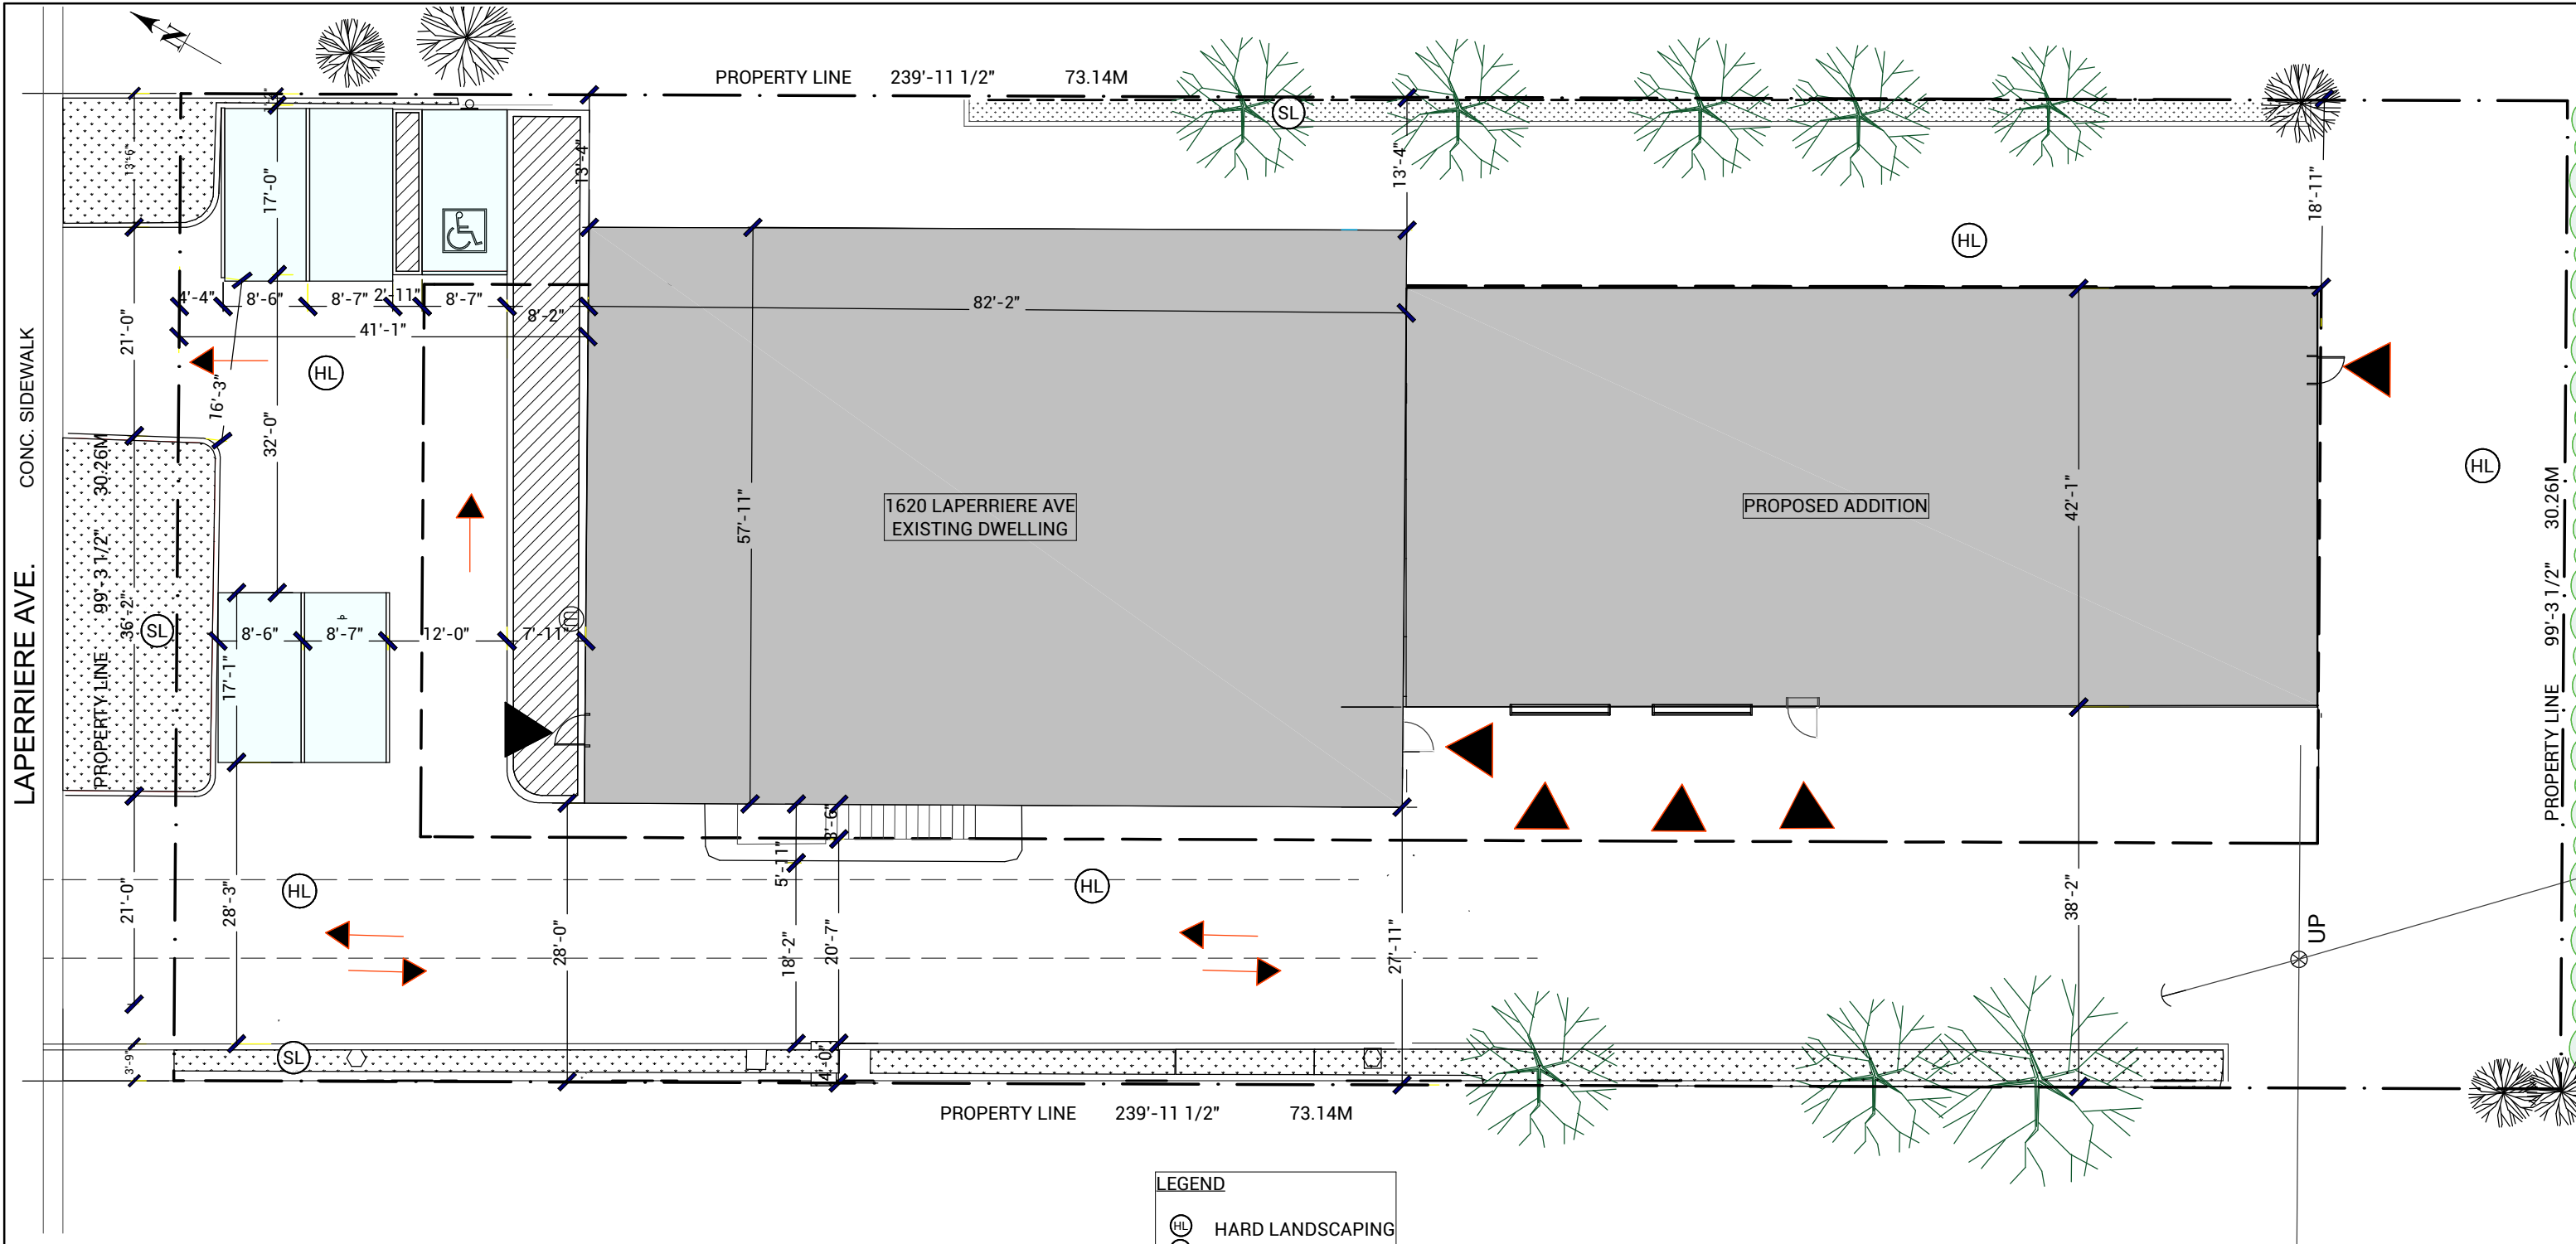 N
PROPERTY LINE 239'-11 1/2" 73.14M
SL
13'-6"
17'-0"
13'-4"
13'-4"
18'-11"
HL
4'-4"
8'-6"
8'-7"
2'-11"
8'-7"
8'-2"
82'-2"
41'-1"
21'-0"
HL
16'-3"
32'-0"
CONC. SIDEWALK
LAPERRIERE AVE.
PROPERTY LINE 99'-3 1/2" 30.26M
36'-2"
SL
57'-11"
1620 LAPERRIERE AVE
EXISTING DWELLING
PROPOSED ADDITION
42'-1"
HL
PROPERTY LINE 99'-3 1/2" 30.26M
8'-6"
8'-7"
12'-0"
7'-11"
m
P
17'-1"
5'-11"
HL
HL
21'-0"
28'-3"
28'-0"
18'-2"
20'-7"
27'-11"
38'-2"
UP
SL
3'-9"
4'-0"
PROPERTY LINE 239'-11 1/2" 73.14M
LEGEND
HL HARD LANDSCAPING